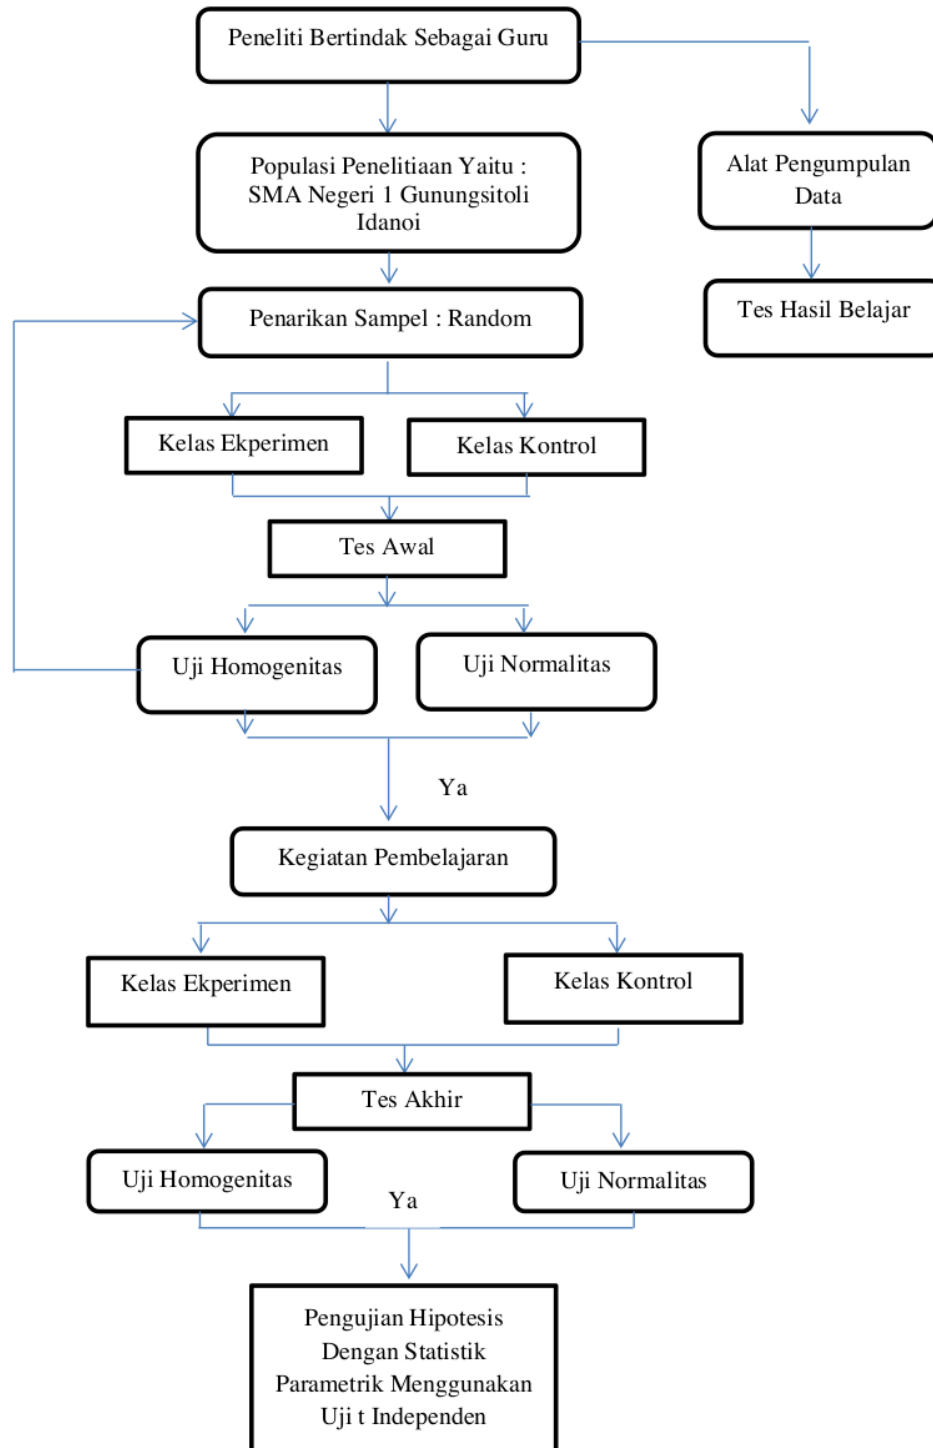 Peneliti Bertindak Sebagai Guru
Populasi Penelitiaan Yaitu :
SMA Negeri 1 Gunungsitoli
Idanoi
Alat Pengumpulan
Data
Penarikan Sampel : Random
Tes Hasil Belajar
Kelas Ekperimen
Kelas Kontrol
Tes Awal
Uji Homogenitas
Uji Normalitas
Ya
Kegiatan Pembelajaran
Kelas Ekperimen
Kelas Kontrol
Tes Akhir
Uji Homogenitas
Uji Normalitas
Ya
Pengujian Hipotesis
Dengan Statistik
Parametrik Menggunakan
Uji t Independen